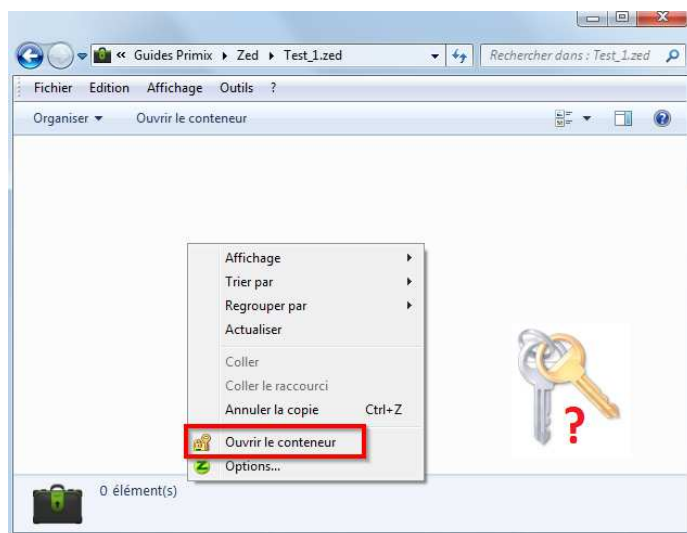 « Guides Primix ▸ Zed ▸ Test_1.zed
Rechercher dans : Test_1.zed
Fichier Edition Affichage Outils ?
Organiser Ouvrir le conteneur
Affichage
Trier par
Regrouper par
Actualiser
Coller
Coller le raccourci
Annuler la copie Ctrl+Z
Ouvrir le conteneur
Options...
?
0 élément(s)